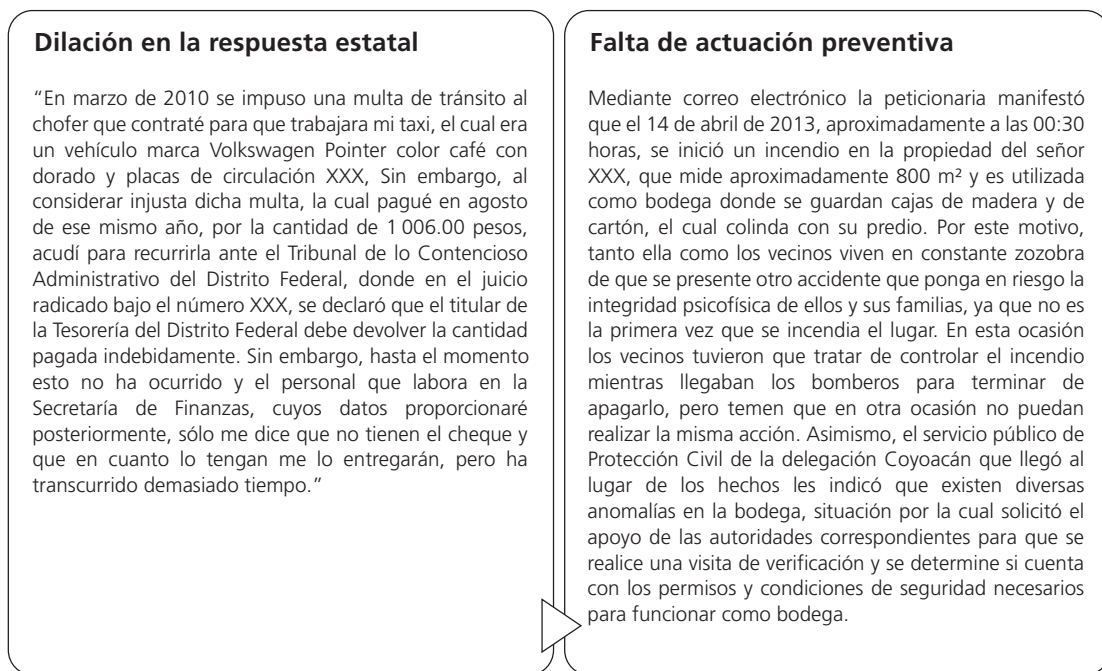 Dilación en la respuesta estatal
“En marzo de 2010 se impuso una multa de tránsito al
chofer que contraté para que trabajara mi taxi, el cual era
un vehículo marca Volkswagen Pointer color café con
dorado y placas de circulación XXX, Sin embargo, al
considerar injusta dicha multa, la cual pagué en agosto
de ese mismo año, por la cantidad de 1 006.00 pesos,
acudí para recurrirla ante el Tribunal de lo Contencioso
Administrativo del Distrito Federal, donde en el juicio
radicado bajo el número XXX, se declaró que el titular de
la Tesorería del Distrito Federal debe devolver la cantidad
pagada indebidamente. Sin embargo, hasta el momento
esto no ha ocurrido y el personal que labora en la
Secretaría de Finanzas, cuyos datos proporcionaré
posteriormente, sólo me dice que no tienen el cheque y
que en cuanto lo tengan me lo entregarán, pero ha
transcurrido demasiado tiempo.”
Falta de actuación preventiva
Mediante correo electrónico la peticionaria manifestó
que el 14 de abril de 2013, aproximadamente a las 00:30
horas, se inició un incendio en la propiedad del señor
XXX, que mide aproximadamente 800 m² y es utilizada
como bodega donde se guardan cajas de madera y de
cartón, el cual colinda con su predio. Por este motivo,
tanto ella como los vecinos viven en constante zozobra
de que se presente otro accidente que ponga en riesgo la
integridad psicofísica de ellos y sus familias, ya que no es
la primera vez que se incendia el lugar. En esta ocasión
los vecinos tuvieron que tratar de controlar el incendio
mientras llegaban los bomberos para terminar de
apagarlo, pero temen que en otra ocasión no puedan
realizar la misma acción. Asimismo, el servicio público de
Protección Civil de la delegación Coyoacán que llegó al
lugar de los hechos les indicó que existen diversas
anomalías en la bodega, situación por la cual solicitó el
apoyo de las autoridades correspondientes para que se
realice una visita de verificación y se determine si cuenta
con los permisos y condiciones de seguridad necesarios
para funcionar como bodega.